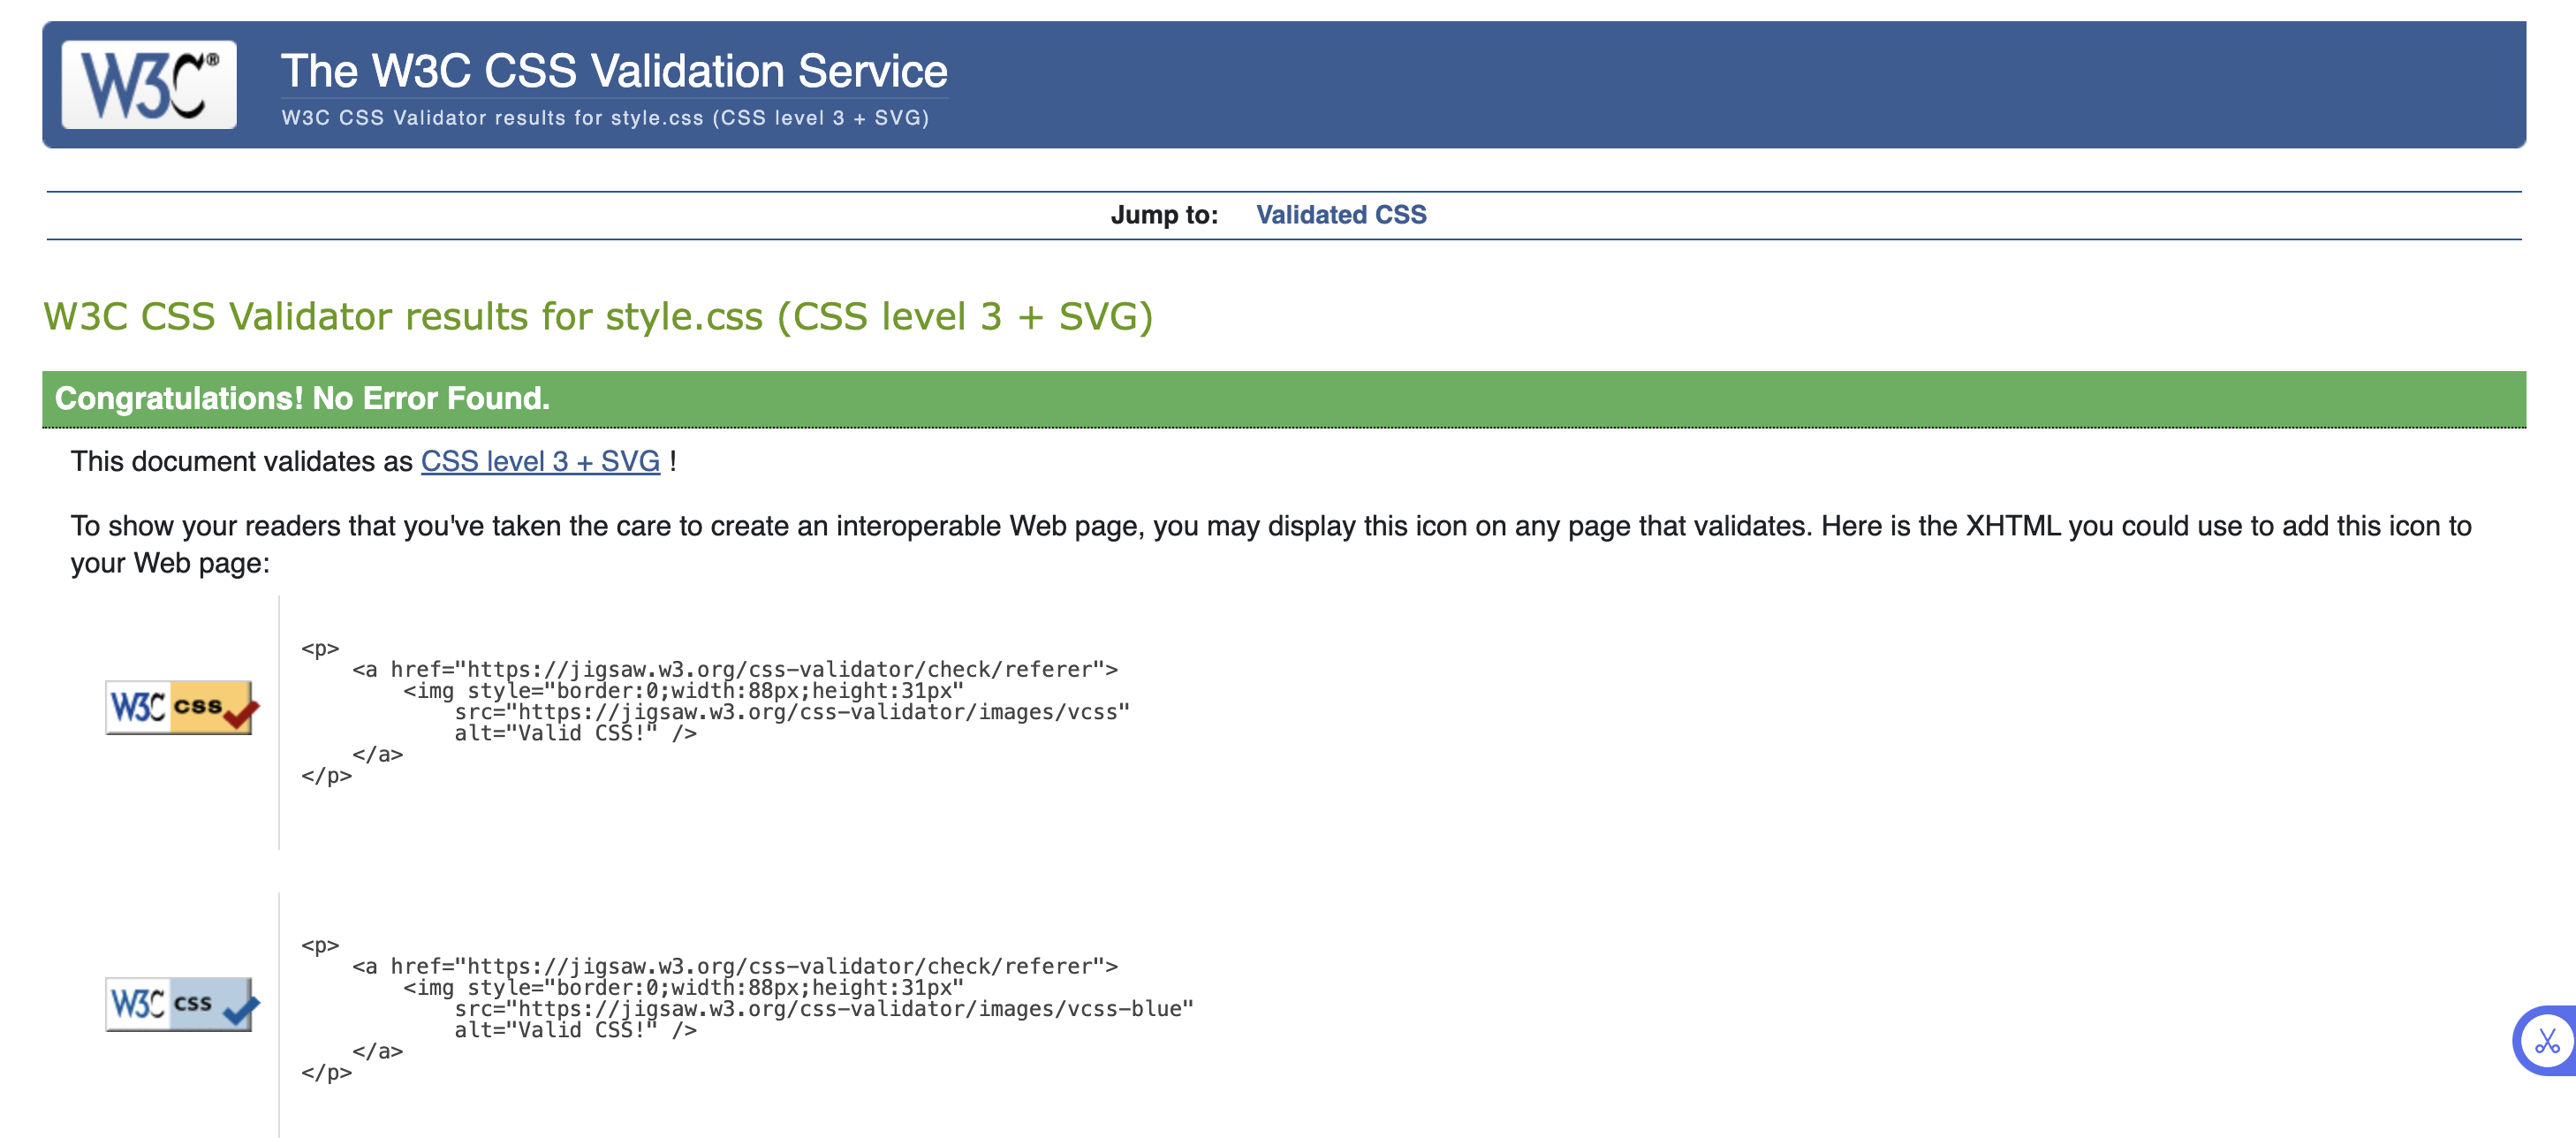 W3C®
The W3C CSS Validation Service
W3C CSS Validator results for style.css (CSS level 3 + SVG)
Jump to: Validated CSS
W3C CSS Validator results for style.css (CSS level 3 + SVG)
Congratulations! No Error Found.
This document validates as CSS level 3 + SVG !
To show your readers that you've taken the care to create an interoperable Web page, you may display this icon on any page that validates. Here is the XHTML you could use to add this icon to
your Web page:
W3C css
<p>
    <a href="https://jigsaw.w3.org/css-validator/check/referer">
        <img style="border:0;width:88px;height:31px"
            src="https://jigsaw.w3.org/css-validator/images/vcss"
            alt="Valid CSS!" />
    </a>
</p>
W3C css
<p>
    <a href="https://jigsaw.w3.org/css-validator/check/referer">
        <img style="border:0;width:88px;height:31px"
            src="https://jigsaw.w3.org/css-validator/images/vcss-blue"
            alt="Valid CSS!" />
    </a>
</p>